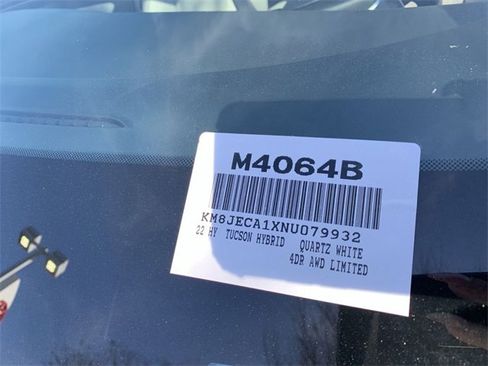 M4064B
KM8JECA1XNU079932
22 HY TUCSON HYBRID QUARTZ WHITE
4DR AWD LIMITED